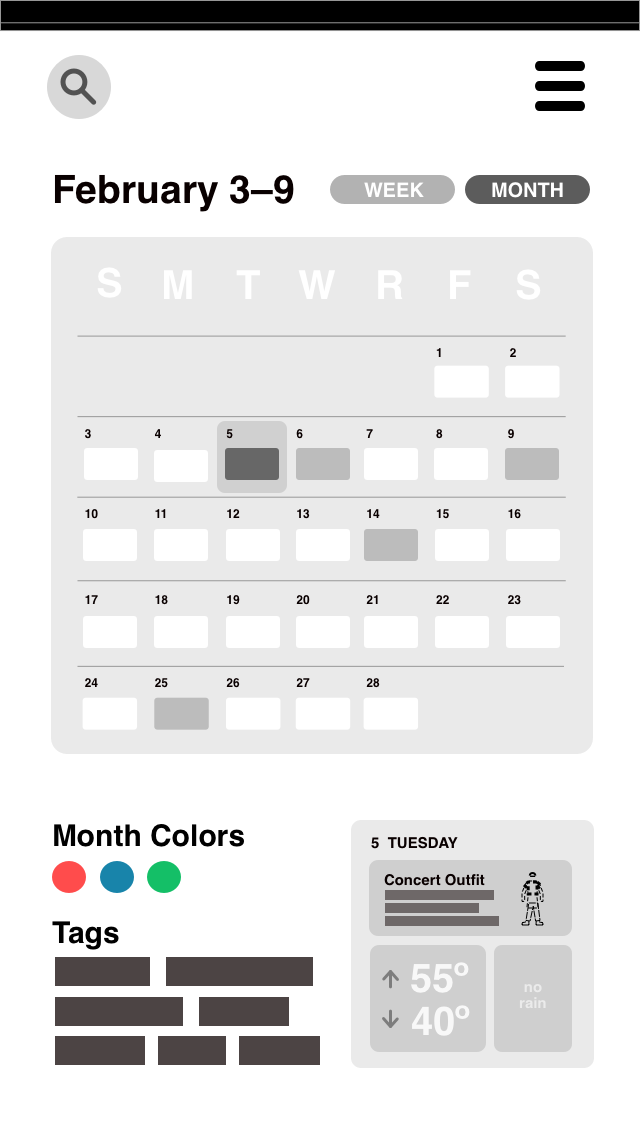 February 3–9
WEEK MONTH
S M T W R F S
1 2
3 4 5 6 7 8 9
10 11 12 13 14 15 16
17 18 19 20 21 22 23
24 25 26 27 28
Month Colors
Tags
5 TUESDAY
Concert Outfit
55º
40º
no
rain